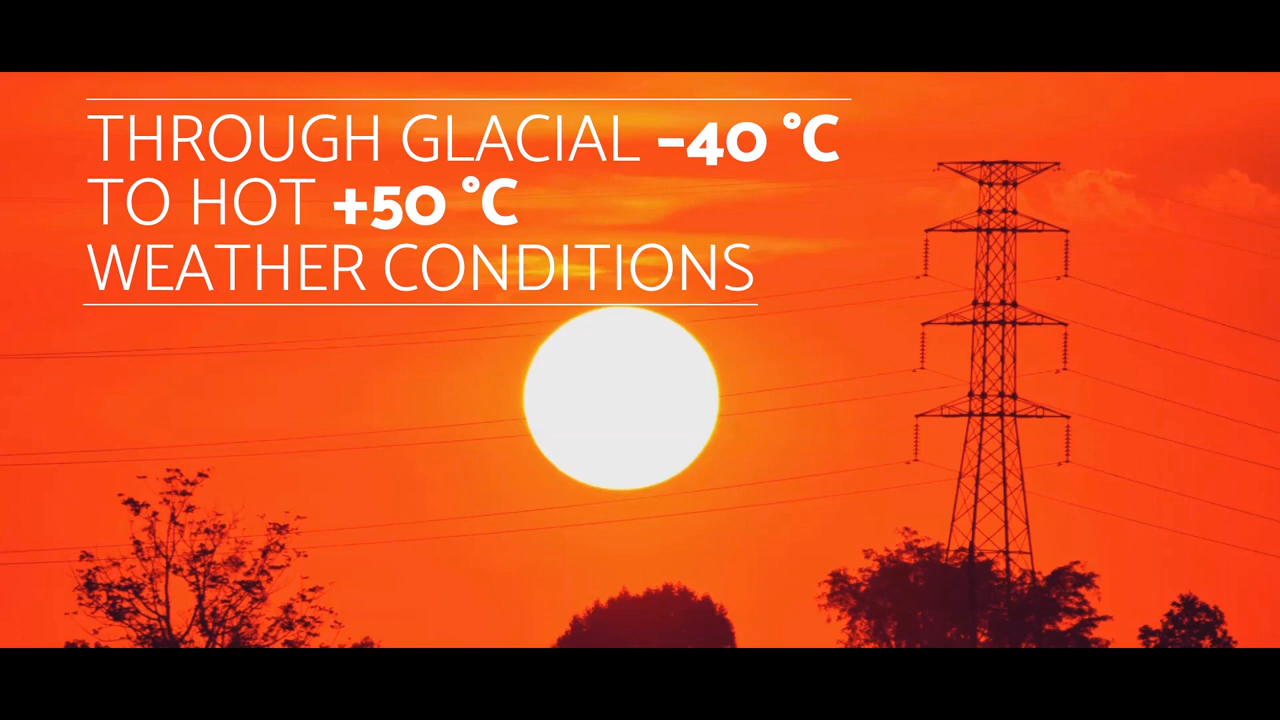 THROUGH GLACIAL –40 °C
TO HOT +50 °C
WEATHER CONDITIONS